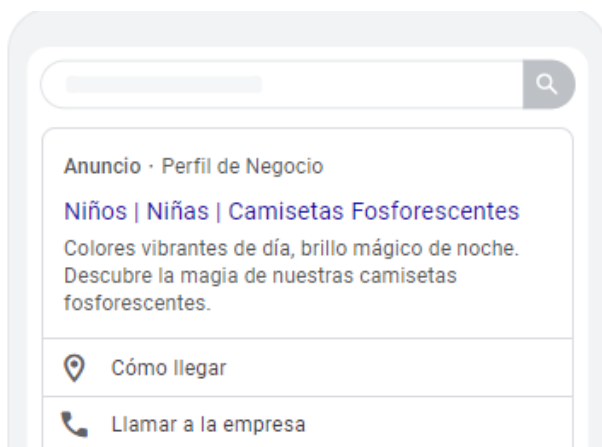 Anuncio · Perfil de Negocio
Niños | Niñas | Camisetas Fosforescentes
Colores vibrantes de día, brillo mágico de noche.
Descubre la magia de nuestras camisetas
fosforescentes.
Cómo llegar
Llamar a la empresa